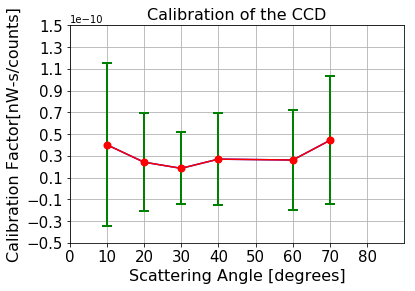 Calibration of the CCD
1e−10
Calibration Factor[nW-s/counts]
1.5
1.3
1.1
0.9
0.7
0.5
0.3
0.1
−0.1
−0.3
−0.5
0 10 20 30 40 50 60 70 80
Scattering Angle [degrees]